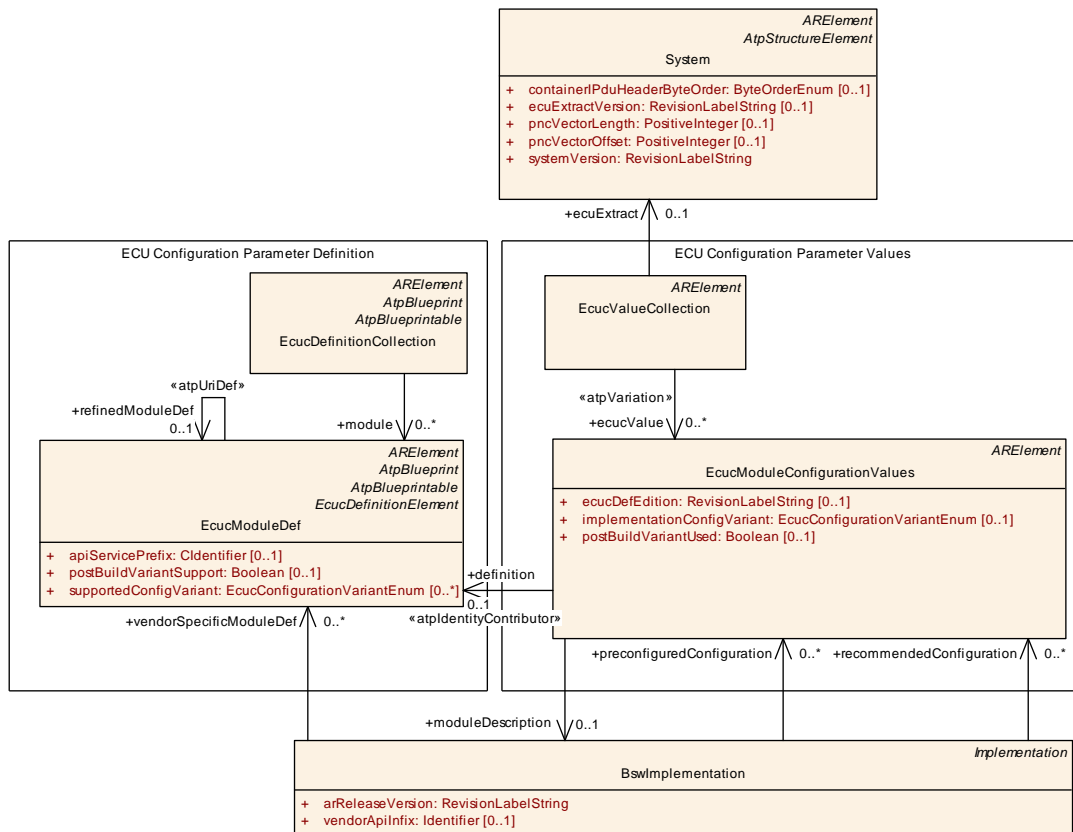 ARElement
AtpStructureElement
System
+ containerIPduHeaderByteOrder: ByteOrderEnum [0..1]
+ ecuExtractVersion: RevisionLabelString [0..1]
+ pncVectorLength: PositiveInteger [0..1]
+ pncVectorOffset: PositiveInteger [0..1]
+ systemVersion: RevisionLabelString
+ecuExtract 0..1
ECU Configuration Parameter Definition
ARElement
AtpBlueprint
AtpBlueprintable
EcucDefinitionCollection
«atpUriDef»
+refinedModuleDef
0..1
+module 0..*
ARElement
AtpBlueprint
AtpBlueprintable
EcucDefinitionElement
EcucModuleDef
+ apiServicePrefix: CIdentifier [0..1]
+ postBuildVariantSupport: Boolean [0..1]
+ supportedConfigVariant: EcucConfigurationVariantEnum [0..*]
+vendorSpecificModuleDef 0..*
ECU Configuration Parameter Values
ARElement
EcucValueCollection
«atpVariation»
+ecucValue 0..*
ARElement
EcucModuleConfigurationValues
+ ecucDefEdition: RevisionLabelString [0..1]
+ implementationConfigVariant: EcucConfigurationVariantEnum [0..1]
+ postBuildVariantUsed: Boolean [0..1]
+definition
0..1
«atpIdentityContributor»
+preconfiguredConfiguration 0..*
+recommendedConfiguration 0..*
+moduleDescription 0..1
Implementation
BswImplementation
+ arReleaseVersion: RevisionLabelString
+ vendorApiInfix: Identifier [0..1]